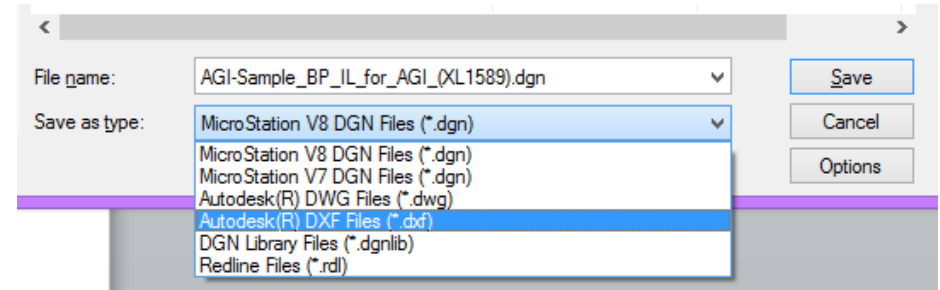 File name: AGI-Sample_BP_IL_for_AGI_(XL1589).dgn Save
Save as type: MicroStation V8 DGN Files (*.dgn) Cancel
MicroStation V8 DGN Files (*.dgn)
MicroStation V7 DGN Files (*.dgn) Options
Autodesk(R) DWG Files (*.dwg)
Autodesk(R) DXF Files (*.dxf)
DGN Library Files (*.dgnlib)
Redline Files (*.rdl)